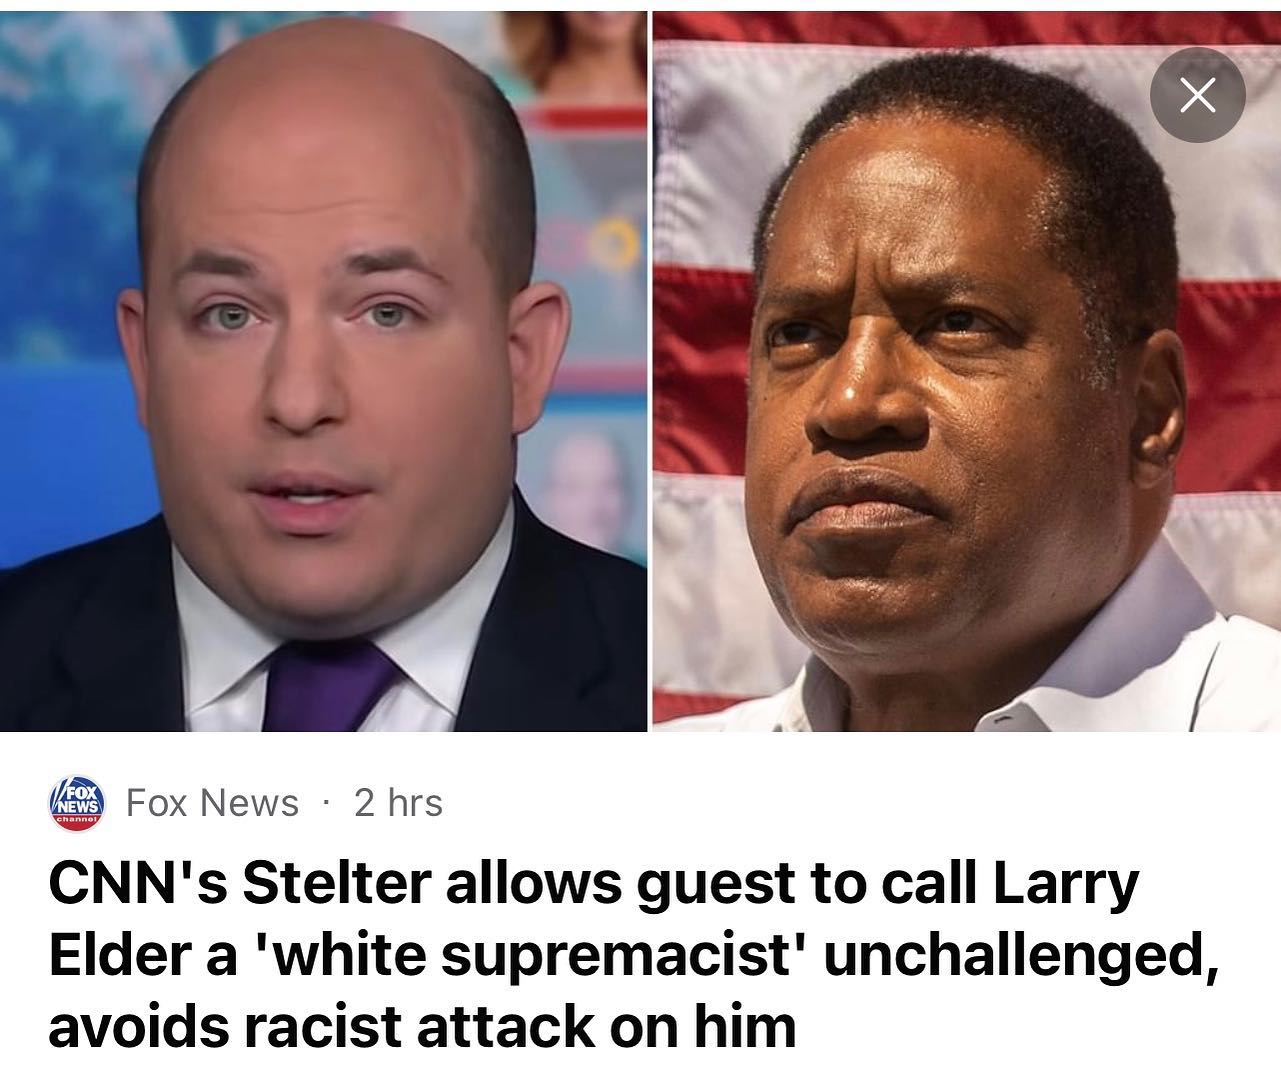 FOX
NEWS
channel
Fox News · 2 hrs
CNN's Stelter allows guest to call Larry
Elder a 'white supremacist' unchallenged,
avoids racist attack on him